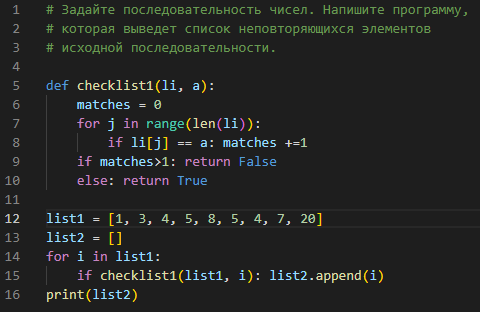 1 # Задайте последовательность чисел. Напишите программу,
2 # которая выведет список неповторяющихся элементов
3 # исходной последовательности.
4
5 def checklist1(li, a):
6     matches = 0
7     for j in range(len(li)):
8         if li[j] == a: matches +=1
9     if matches>1: return False
10     else: return True
11
12 list1 = [1, 3, 4, 5, 8, 5, 4, 7, 20]
13 list2 = []
14 for i in list1:
15     if checklist1(list1, i): list2.append(i)
16 print(list2)